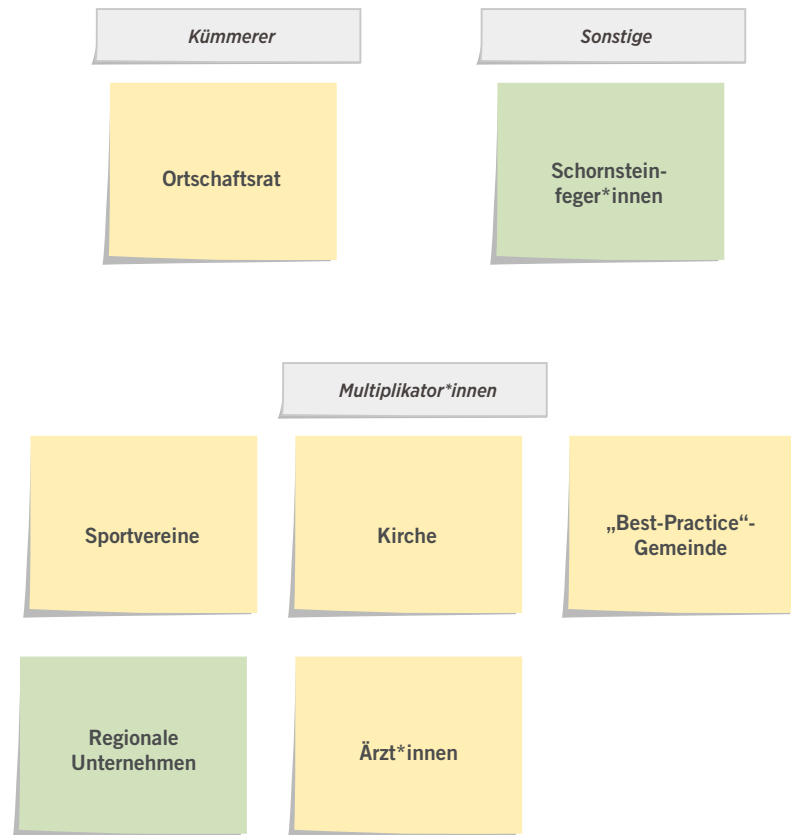 Kümmerer
Sonstige
Ortschaftsrat
Schornstein-
feger*innen
Multiplikator*innen
Sportvereine
Kirche
„Best-Practice“-
Gemeinde
Regionale
Unternehmen
Ärzt*innen